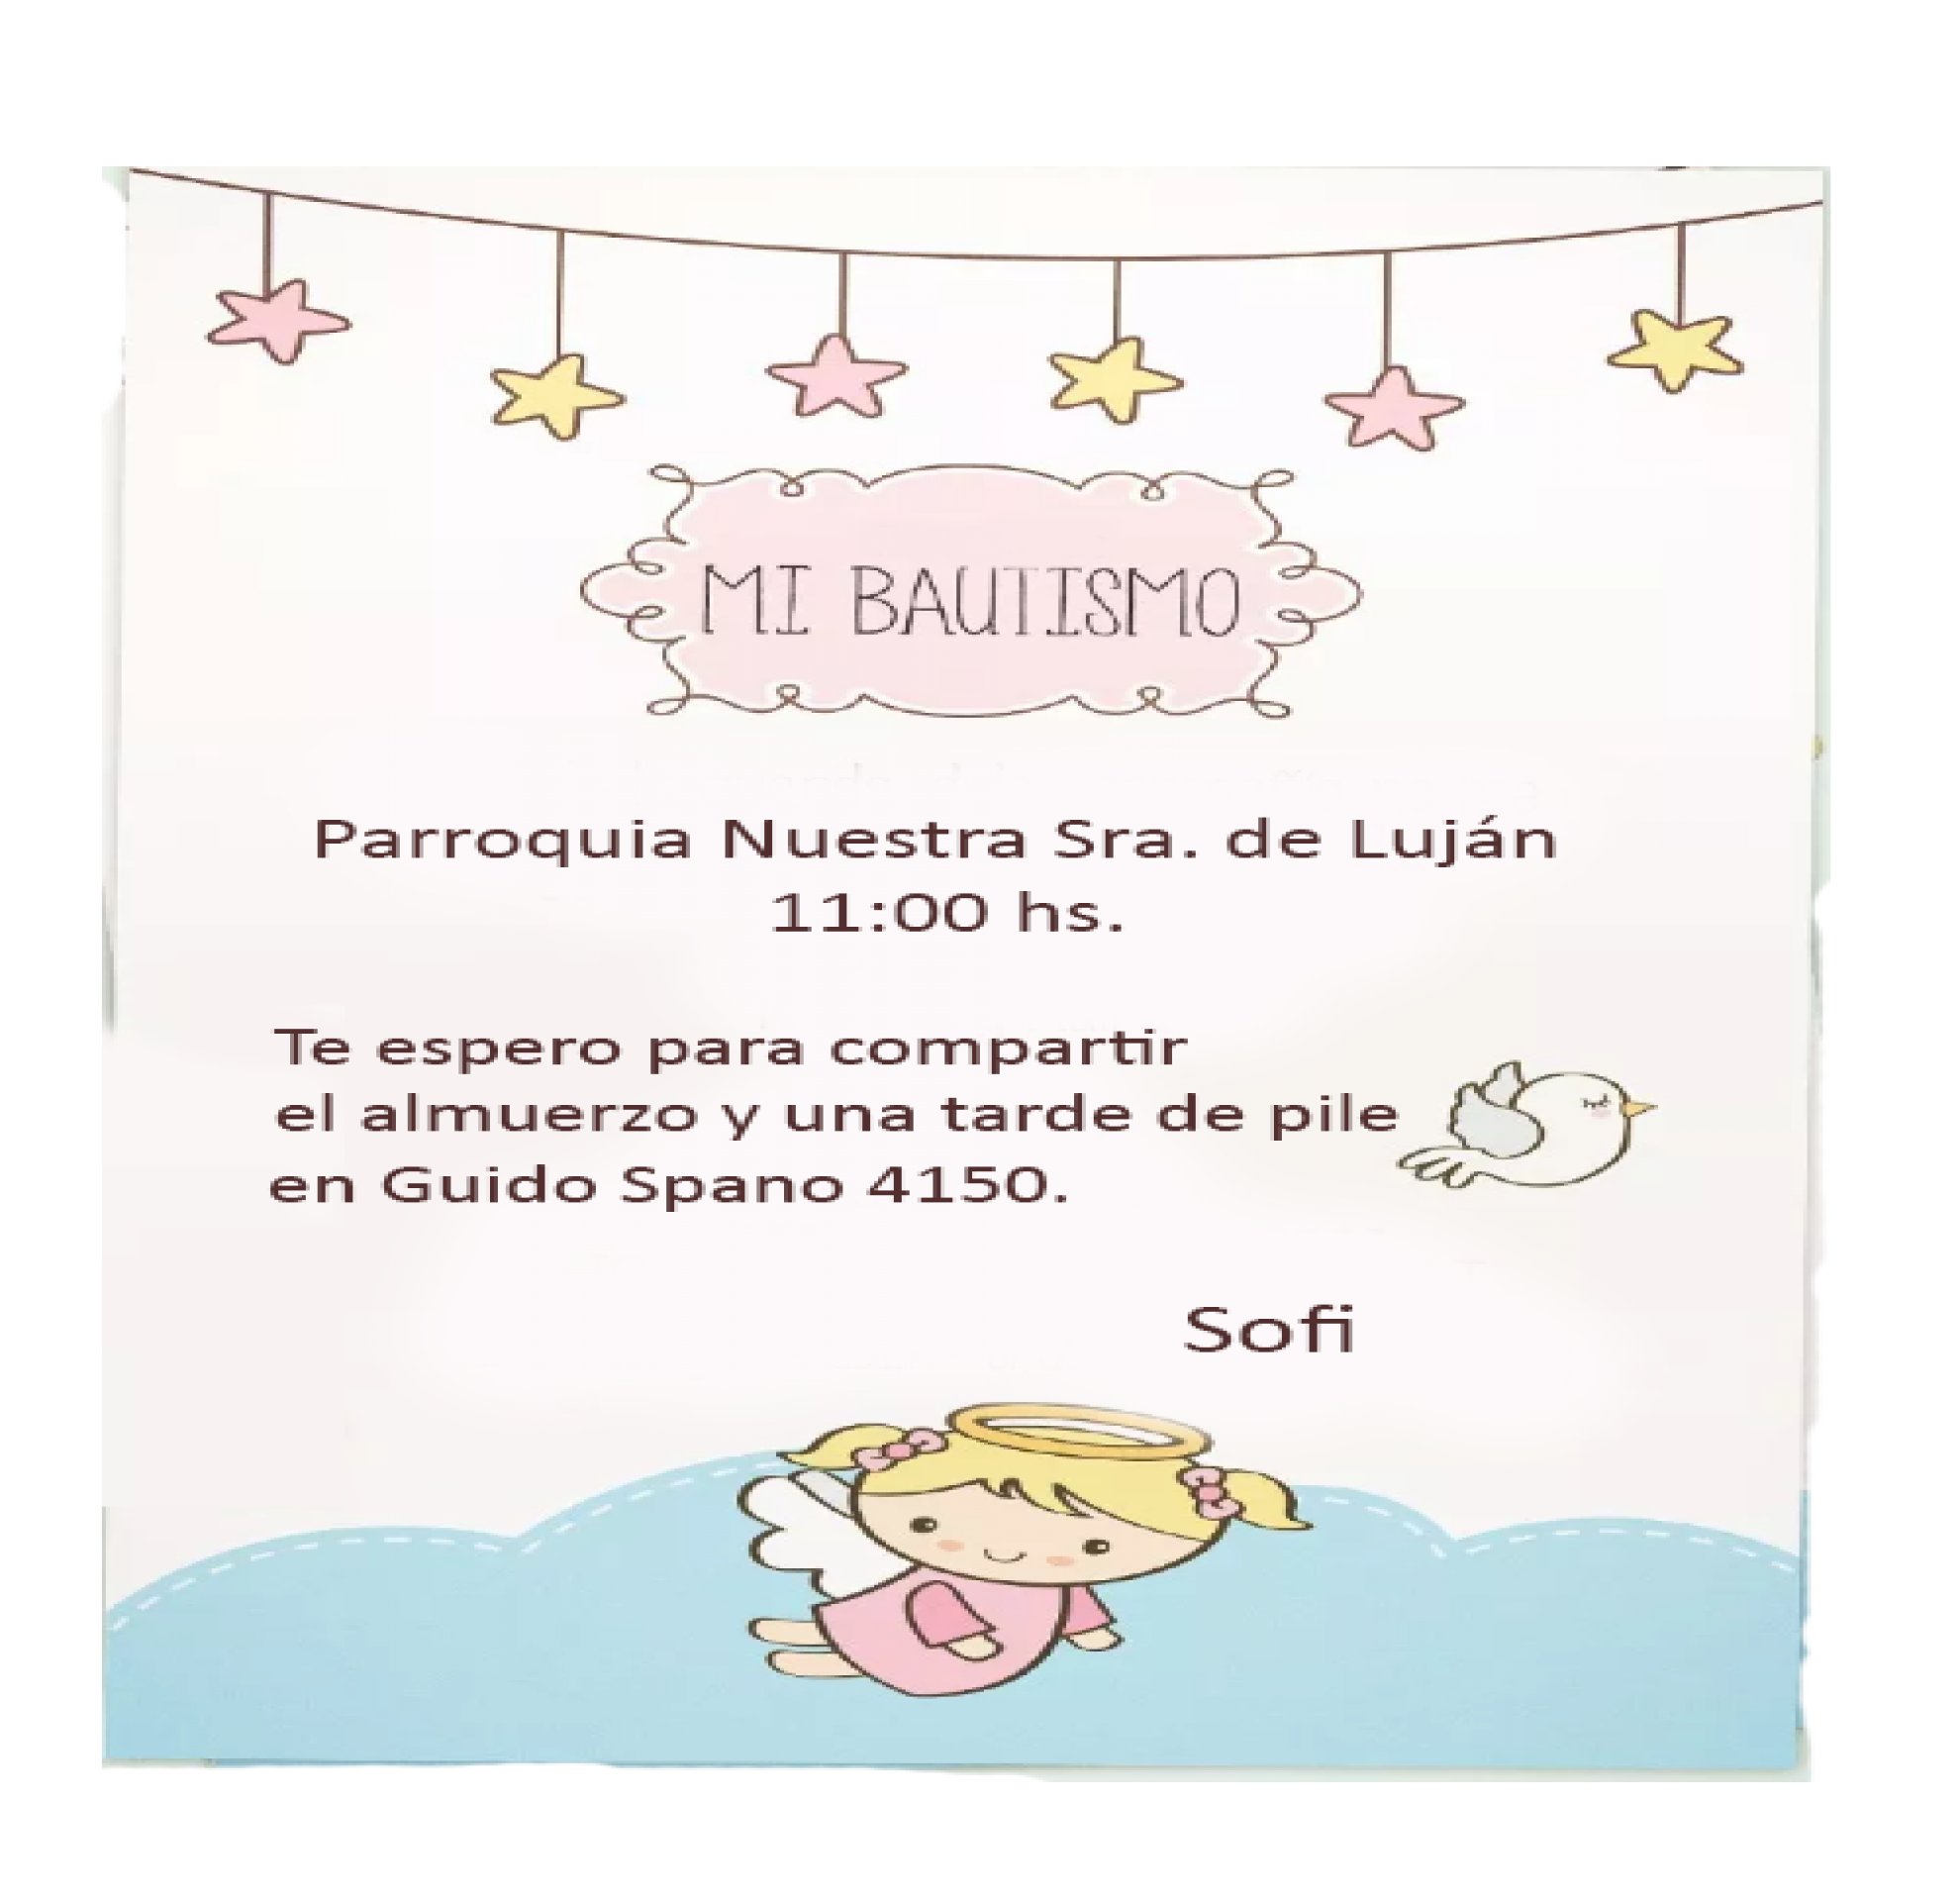 MI BAUTISMO
Parroquia Nuestra Sra. de Luján
11:00 hs.
Te espero para compartir
el almuerzo y una tarde de pile
en Guido Spano 4150.
Sofi